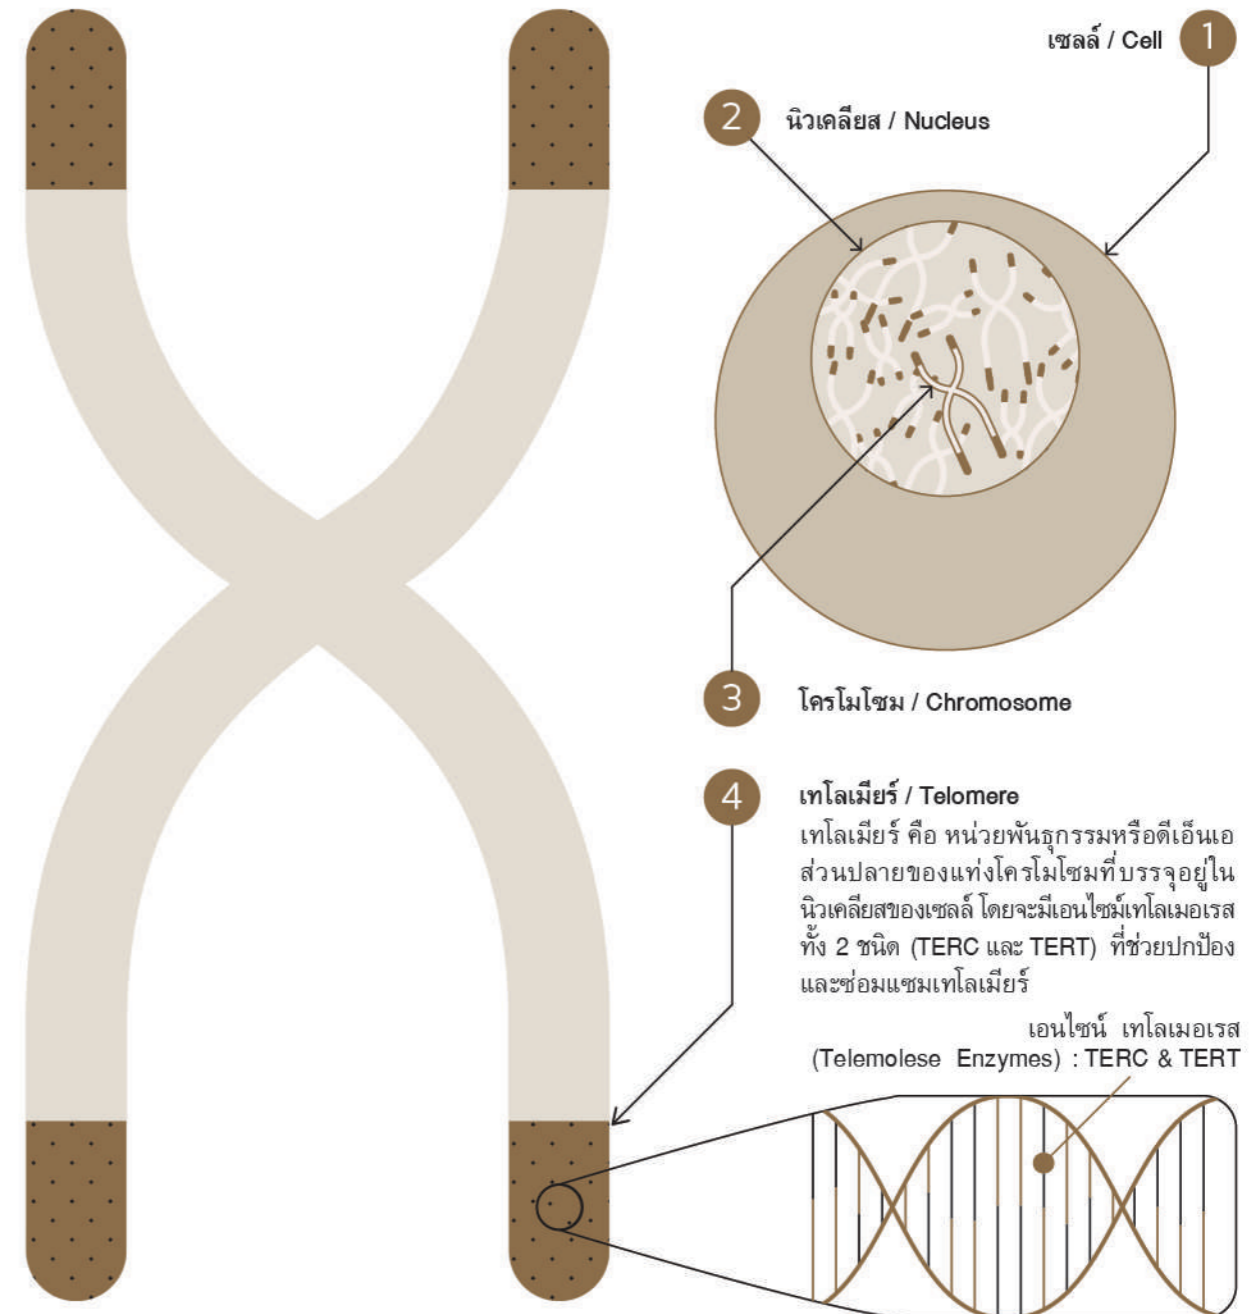 1
เซลล์ / Cell
2
นิวเคลียส / Nucleus
3
โครโมโซม / Chromosome
4
เทโลเมียร์ / Telomere
เทโลเมียร์ คือ หน่วยพันธุกรรมหรือดีเอ็นเอ
ส่วนปลายของแท่งโครโมโซมที่บรรจุอยู่ใน
นิวเคลียสของเซลล์ โดยจะมีเอนไซม์เทโลเมอเรส
ทั้ง 2 ชนิด (TERC และ TERT) ที่ช่วยปกป้อง
และซ่อมแซมเทโลเมียร์
เอนไซน์ เทโลเมอเรส
(Telemolese Enzymes) : TERC & TERT